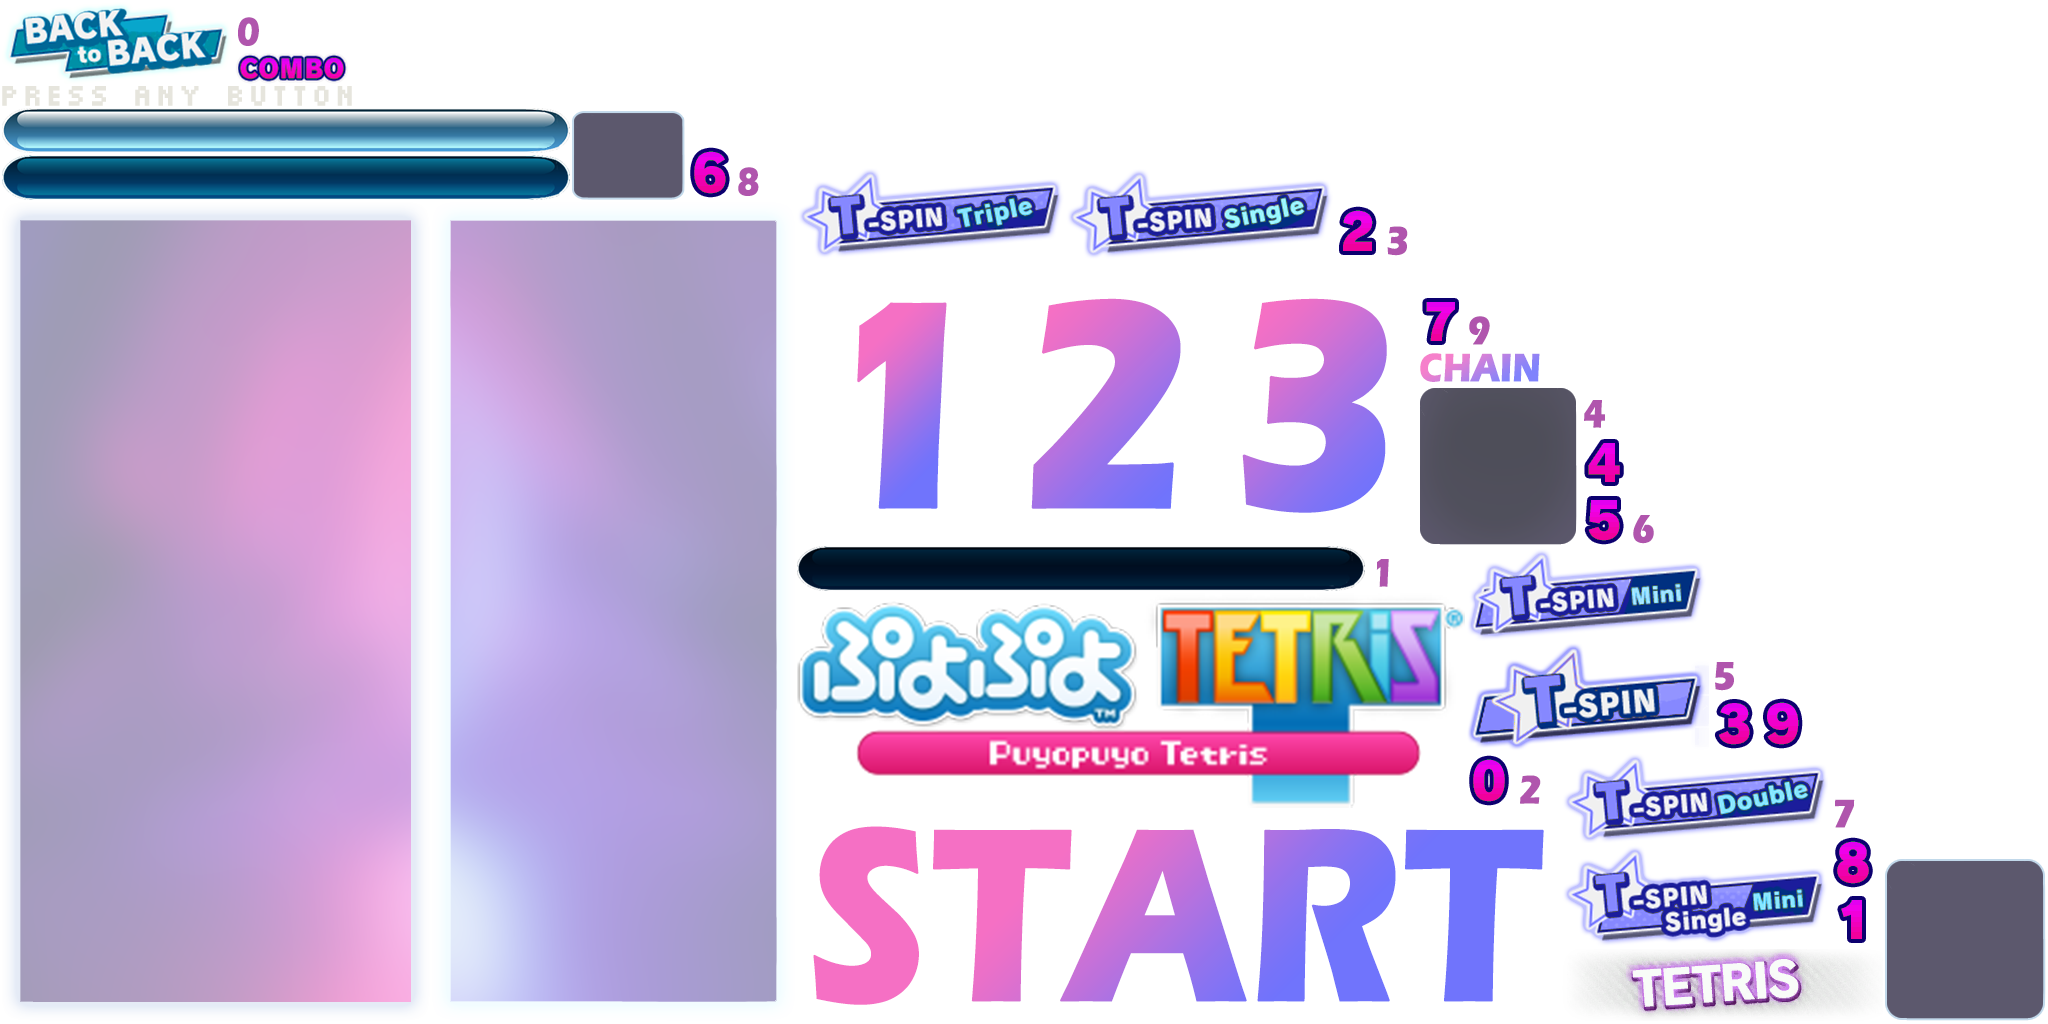 BACK
to BACK
0
COMBO
PRESS ANY BUTTON
6 8
T-SPIN Triple
T-SPIN Single
2 3
1 2 3
7 9
CHAIN
4
4
5 6
1
T-SPIN Mini
ぷよぷよ TM
TETRIS ®
Puyopuyo Tetris
T-SPIN
5
3 9
0 2
T-SPIN Double
7
START
8
T-SPIN
Single Mini
1
TETRIS